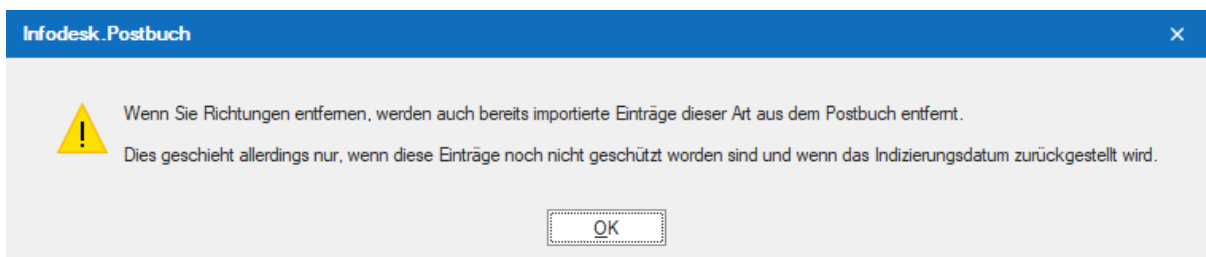 Infodesk.Postbuch
Wenn Sie Richtungen entfernen, werden auch bereits importierte Einträge dieser Art aus dem Postbuch entfernt.
Dies geschieht allerdings nur, wenn diese Einträge noch nicht geschützt worden sind und wenn das Indizierungsdatum zurückgestellt wird.
OK